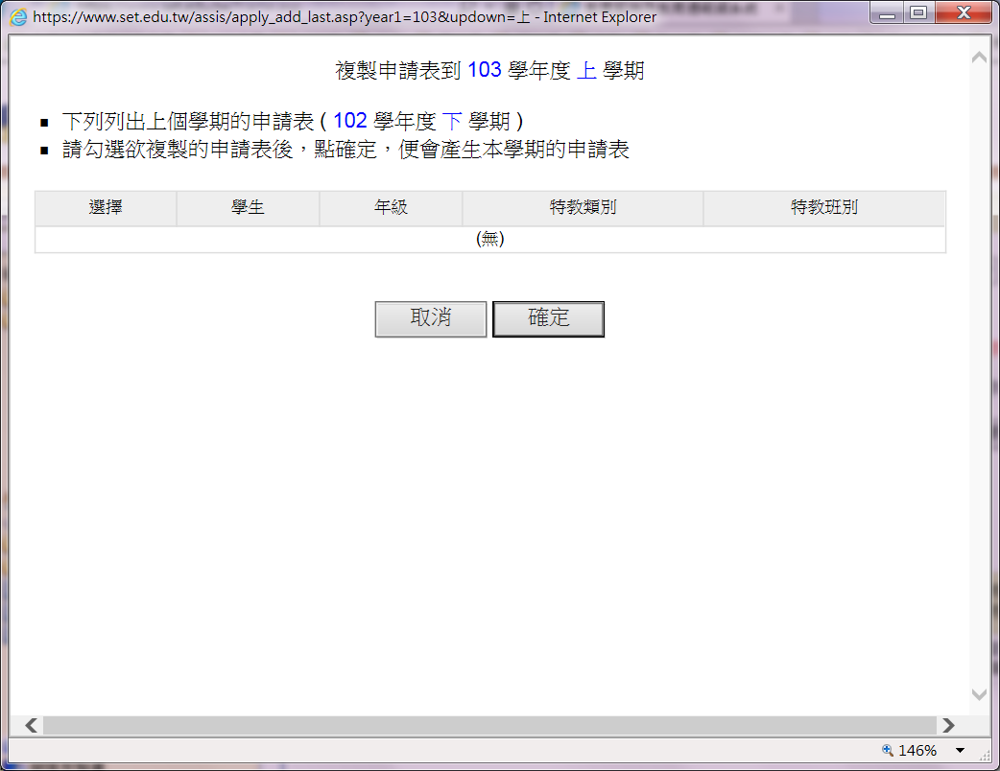 https://www.set.edu.tw/assis/apply_add_last.asp?year1=103&updown=上 - Internet Explorer
複製申請表到 103 學年度 上 學期
▪ 下列列出上個學期的申請表 ( 102 學年度 下 學期 )
▪ 請勾選欲複製的申請表後，點確定，便會產生本學期的申請表
選擇 學生 年級 特教類別 特教班別
(無)
取消 確定
146%